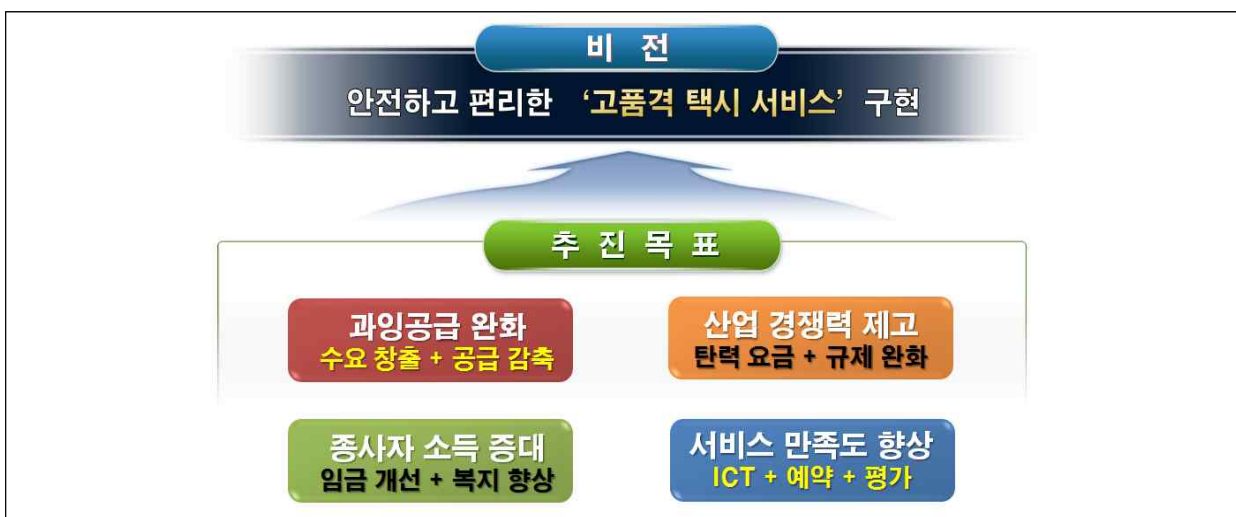 비 전
안전하고 편리한 ‘고품격 택시 서비스’ 구현
추 진 목 표
과잉공급 완화
수요 창출 + 공급 감축
산업 경쟁력 제고
탄력 요금 + 규제 완화
종사자 소득 증대
임금 개선 + 복지 향상
서비스 만족도 향상
ICT + 예약 + 평가